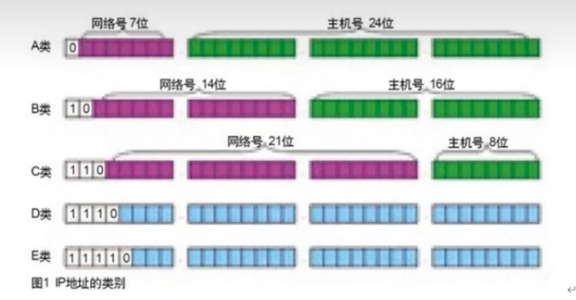 网络号 7位 主机号 24位
A类 0
网络号 14位 主机号 16位
B类 1 0
网络号 21位 主机号 8位
C类 1 1 0
D类 1 1 1 0
E类 1 1 1 1 0
图1 IP地址的类别